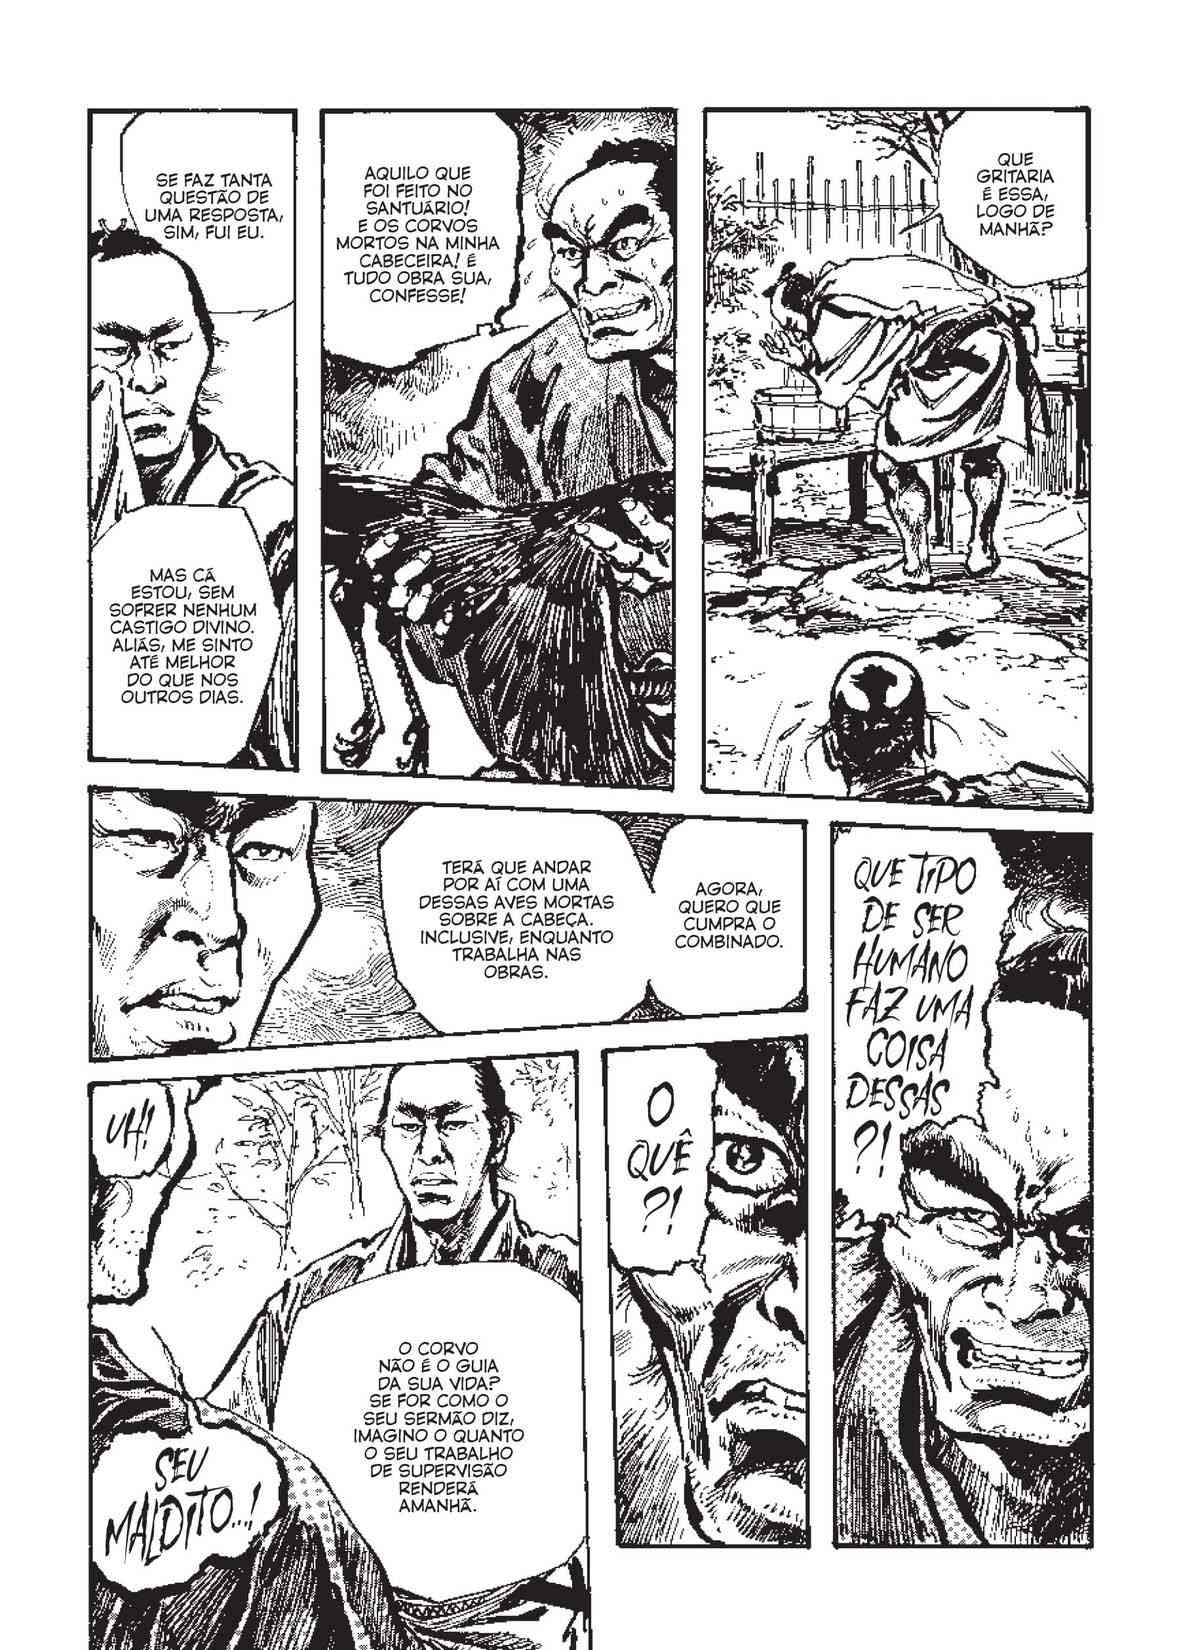 QUE
GRITARIA
É ESSA,
LOGO DE
MANHÃ?
AQUILO QUE
FOI FEITO NO
SANTUÁRIO!
E OS CORVOS
MORTOS NA MINHA
CABECEIRA! É
TUDO OBRA SUA,
CONFESSE!
SE FAZ TANTA
QUESTÃO DE
UMA RESPOSTA,
SIM, FUI EU.
MAS CÁ
ESTOU, SEM
SOFRER NENHUM
CASTIGO DIVINO.
ALIÁS, ME SINTO
ATÉ MELHOR
DO QUE NOS
OUTROS DIAS.
QUE TIPO
DE SER
HUMANO
FAZ UMA
COISA
DESSAS
?!
AGORA,
QUERO QUE
CUMPRA O
COMBINADO.
TERÁ QUE ANDAR
POR AÍ COM UMA
DESSAS AVES MORTAS
SOBRE A CABEÇA.
INCLUSIVE, ENQUANTO
TRABALHA NAS
OBRAS.
O
QUÊ
?!
O CORVO
NÃO É O GUIA
DA SUA VIDA?
SE FOR COMO O
SEU SERMÃO DIZ,
IMAGINO O QUANTO
O SEU TRABALHO
DE SUPERVISÃO
RENDERÁ
AMANHÃ.
UH!
SEU
MALDITO...!